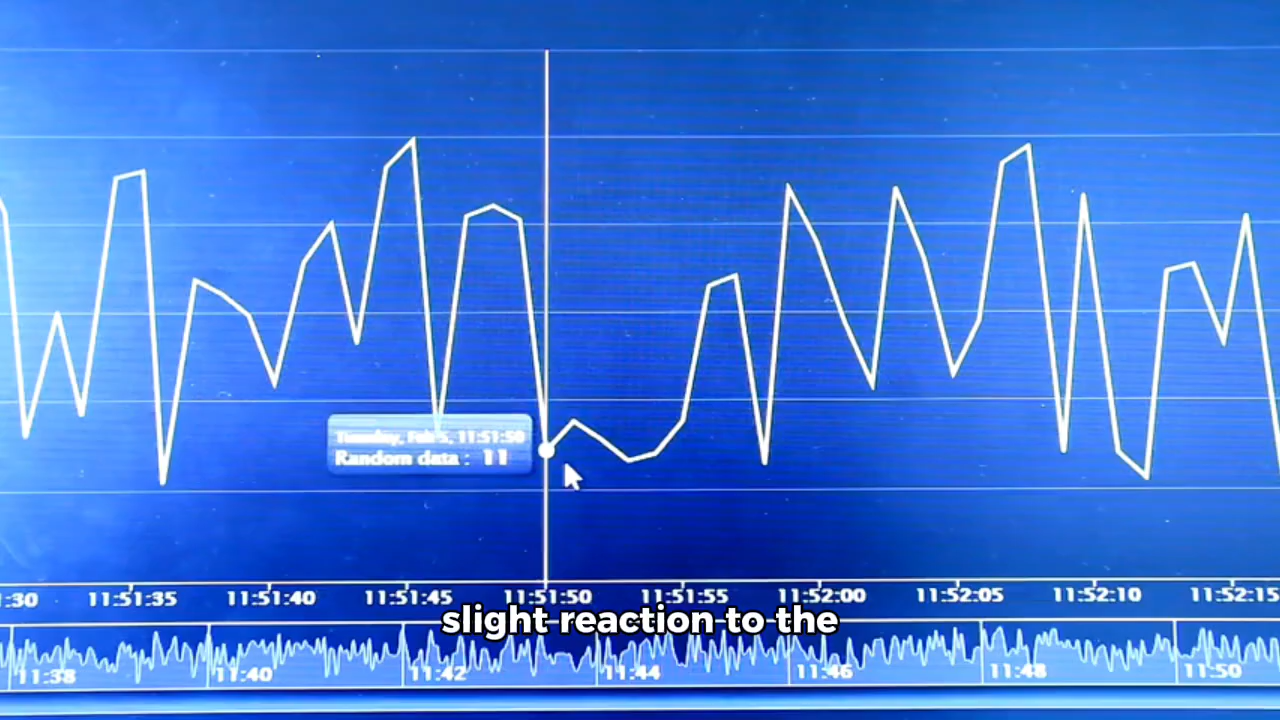 Tuesday, Feb 5, 11:51:50
Random data : 11
:30 11:51:35 11:51:40 11:51:45 11:51:50 11:51:55 11:52:00 11:52:05 11:52:10 11:52:15
slight reaction to the
11:38 11:40 11:42 11:44 11:46 11:48 11:50